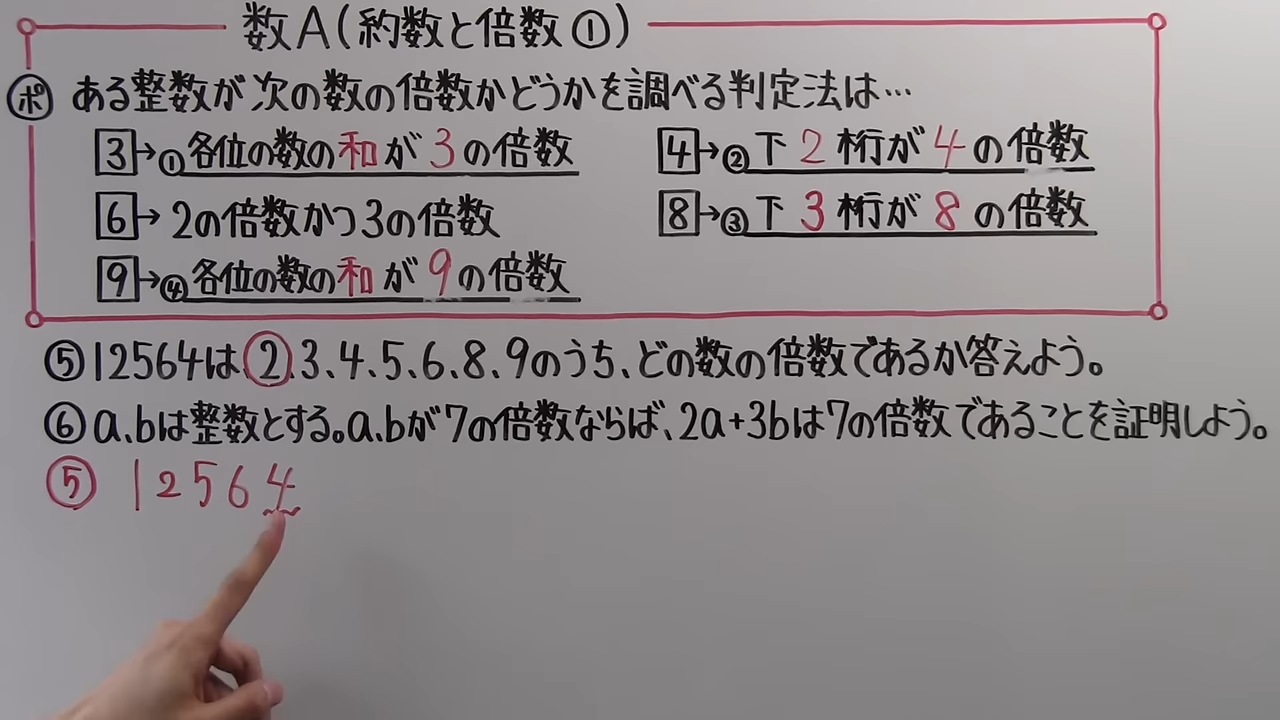 数A(約数と倍数①)
ポ ある整数が次の数の倍数かどうかを調べる判定法は…
3→①各位の数の和が3の倍数
4→②下2桁が4の倍数
6→2の倍数かつ3の倍数
8→③下3桁が8の倍数
9→④各位の数の和が9の倍数
⑤12564は、2、3、4、5、6、8、9のうち、どの数の倍数であるか答えよう。
⑥a、bは整数とする。a、bが7の倍数ならば、2a+3bは7の倍数であることを証明しよう。
⑤ 12564